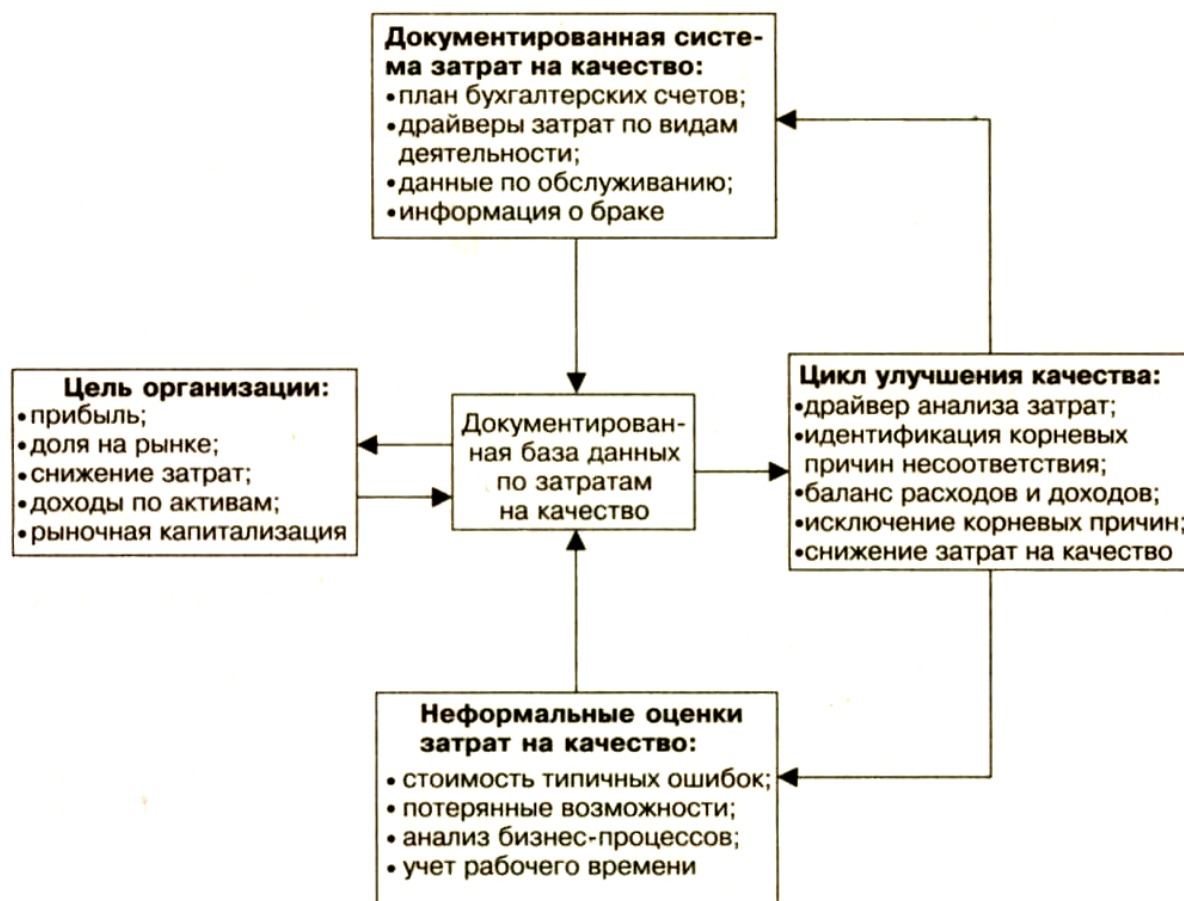 Документированная систе-
ма затрат на качество:
•план бухгалтерских счетов;
•драйверы затрат по видам
деятельности;
•данные по обслуживанию;
•информация о браке
Цель организации:
•прибыль;
•доля на рынке;
•снижение затрат;
•доходы по активам;
•рыночная капитализация
Документирован-
ная база данных
по затратам
на качество
Цикл улучшения качества:
•драйвер анализа затрат;
•идентификация корневых
причин несоответствия;
•баланс расходов и доходов;
•исключение корневых причин;
•снижение затрат на качество
Неформальные оценки
затрат на качество:
• стоимость типичных ошибок;
• потерянные возможности;
• анализ бизнес-процессов;
• учет рабочего времени